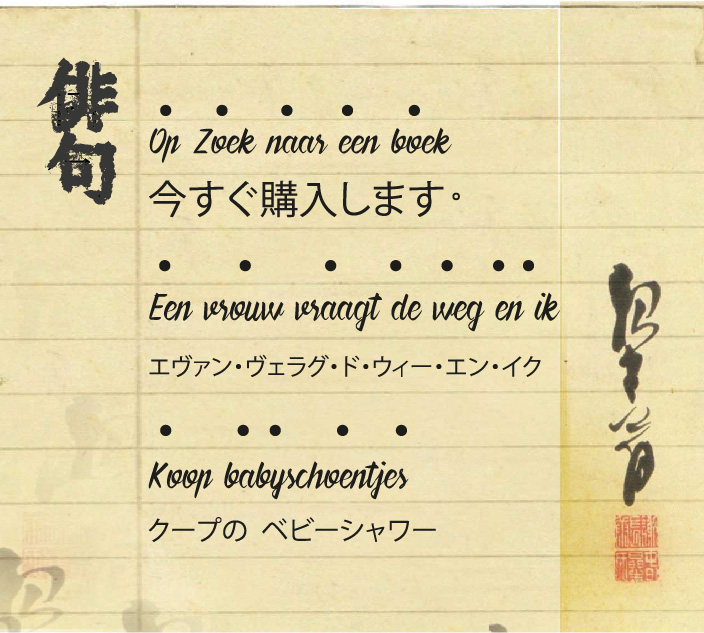 俳句
Op Zoek naar een boek
今すぐ購入します。
Een vrouw vraagt de weg en ik
エヴァン・ヴェラグ・ド・ウィー・エン・イク
Koop babyschoentjes
クープの ベビーシャワー